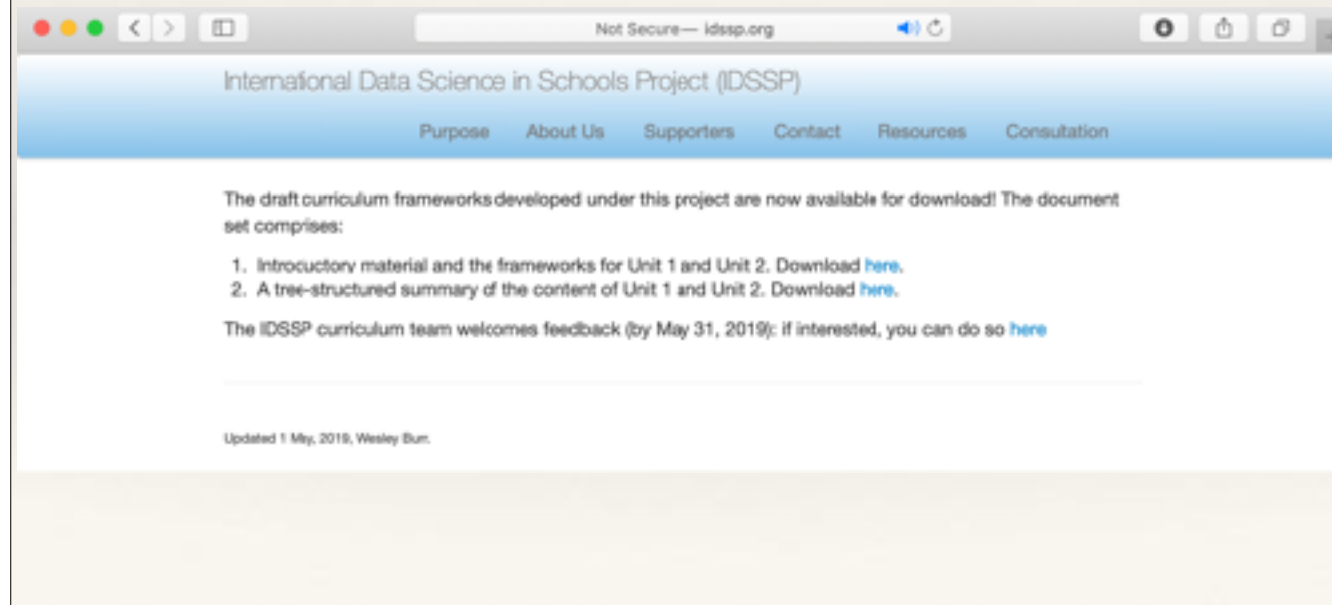 Not Secure — idssp.org
International Data Science in Schools Project (IDSSP)
Purpose About Us Supporters Contact Resources Consultation
The draft curriculum frameworks developed under this project are now available for download! The document
set comprises:
1. Introcuctory material and the frameworks for Unit 1 and Unit 2. Download here.
2. A tree-structured summary of the content of Unit 1 and Unit 2. Download here.
The IDSSP curriculum team welcomes feedback (by May 31, 2019): if interested, you can do so here
Updated 1 May, 2019, Wesley Burr.